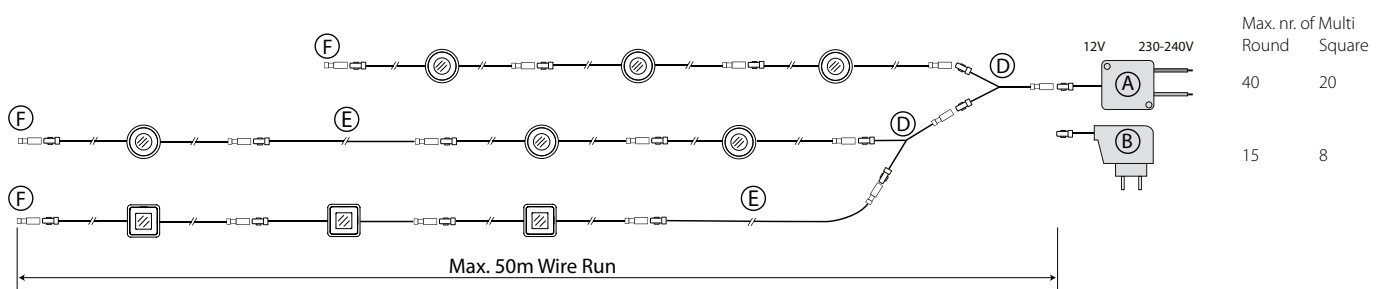 Max. nr. of Multi
Round Square
12V 230-240V
F
D
A
40 20
F
E
D
B
15 8
F
E
Max. 50m Wire Run